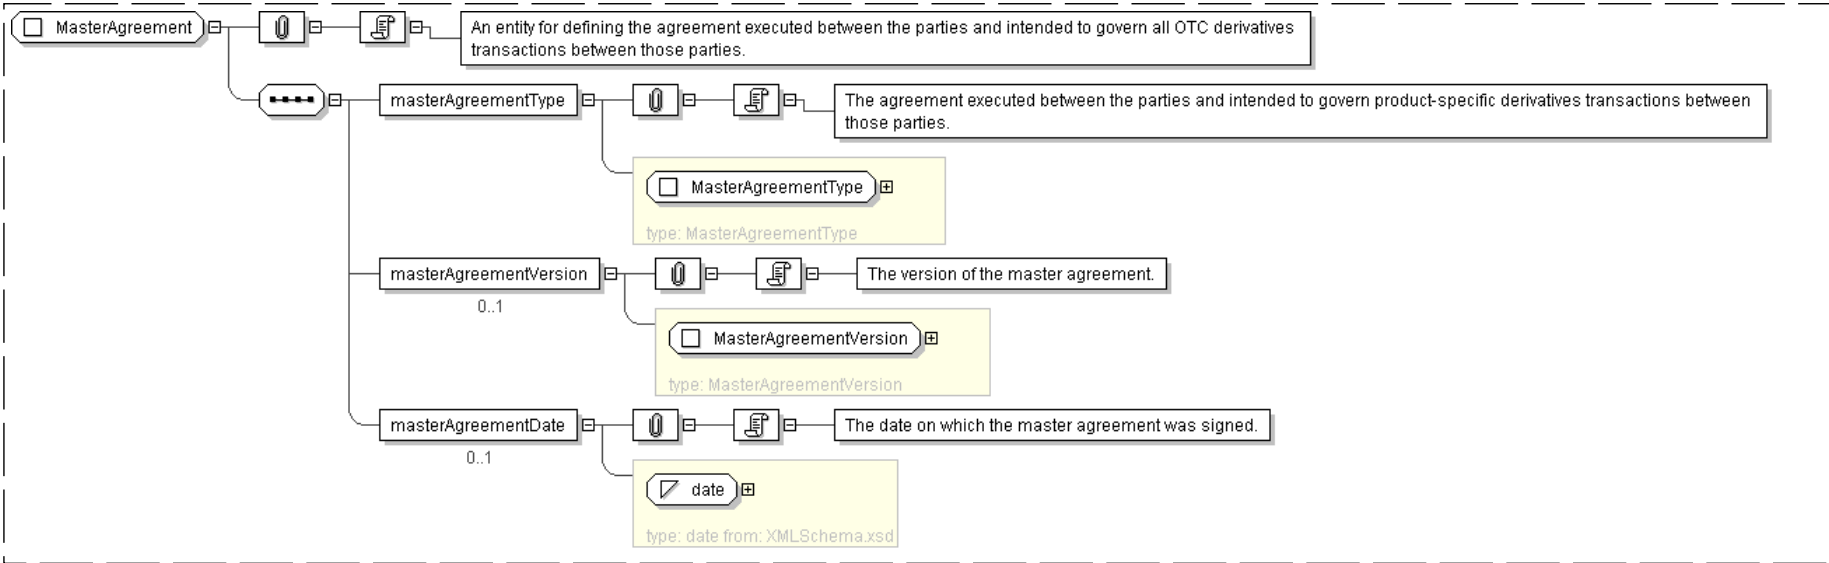 MasterAgreement
An entity for defining the agreement executed between the parties and intended to govern all OTC derivatives
transactions between those parties.
masterAgreementType
The agreement executed between the parties and intended to govern product-specific derivatives transactions between
those parties.
MasterAgreementType
type: MasterAgreementType
masterAgreementVersion
The version of the master agreement.
0..1
MasterAgreementVersion
type: MasterAgreementVersion
masterAgreementDate
The date on which the master agreement was signed.
0..1
date
type: date from: XMLSchema.xsd